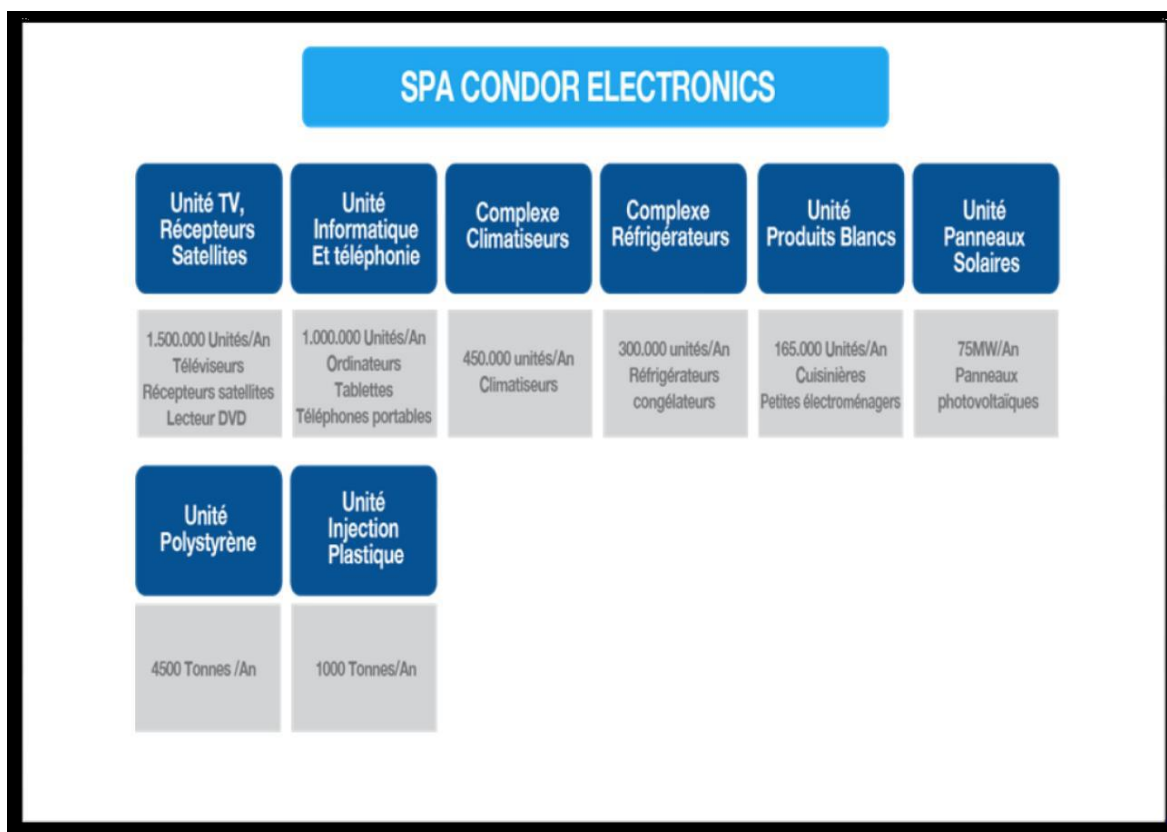 SPA CONDOR ELECTRONICS
Unité TV,
Récepteurs
Satellites
Unité
Informatique
Et téléphonie
Complexe
Climatiseurs
Complexe
Réfrigérateurs
Unité
Produits Blancs
Unité
Panneaux
Solaires
1.500.000 Unités/An
Téléviseurs
Récepteurs satellites
Lecteur DVD
1.000.000 Unités/An
Ordinateurs
Tablettes
Téléphones portables
450.000 unités/An
Climatiseurs
300.000 unités/An
Réfrigérateurs
congélateurs
165.000 Unités/An
Cuisinières
Petites électroménagers
75MW/An
Panneaux
photovoltaïques
Unité
Polystyrène
Unité
Injection
Plastique
4500 Tonnes /An
1000 Tonnes/An